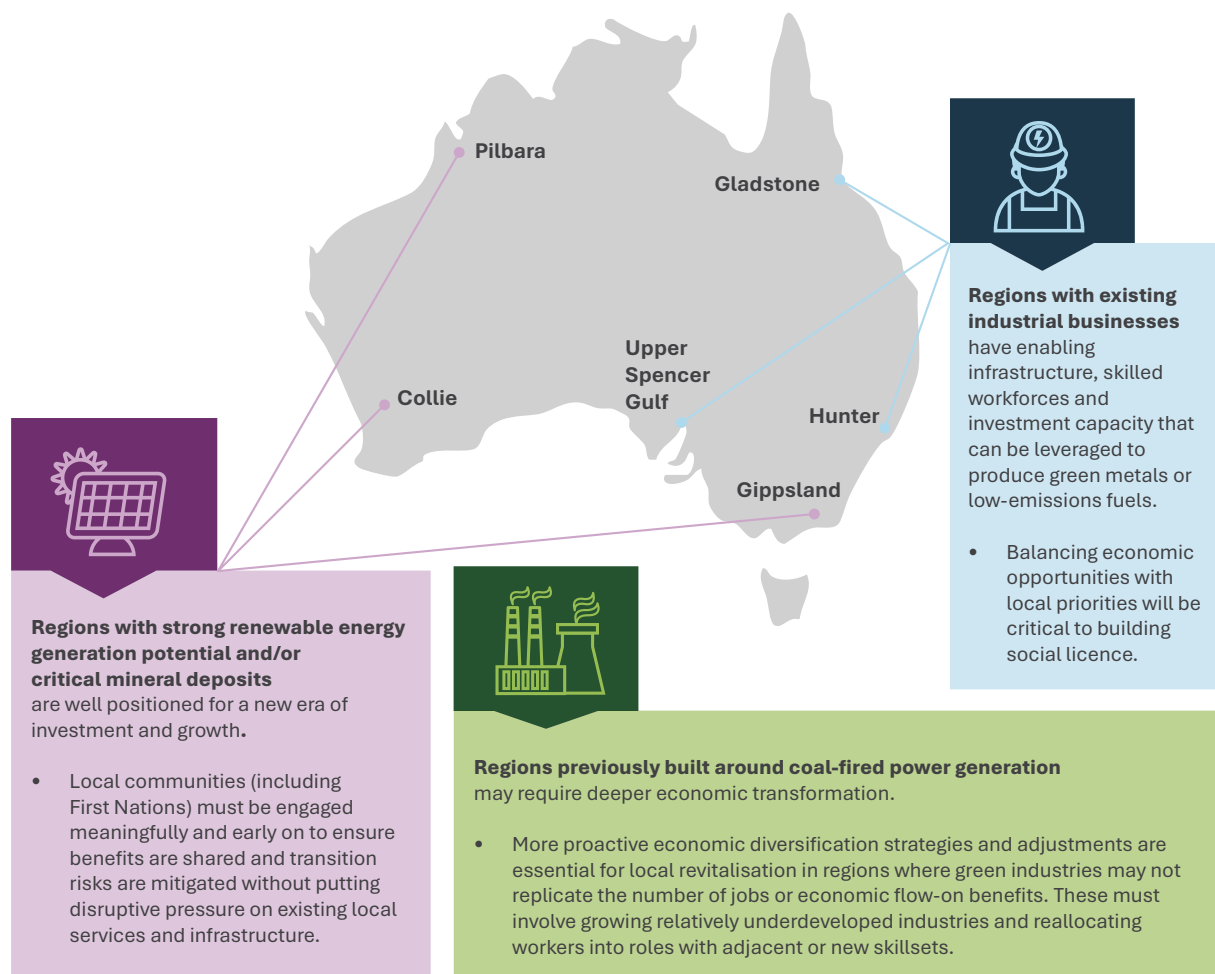 Pilbara
Gladstone
Upper
Spencer
Gulf
Collie
Hunter
Gippsland
Regions with existing
industrial businesses
have enabling
infrastructure, skilled
workforces and
investment capacity that
can be leveraged to
produce green metals or
low-emissions fuels.
• Balancing economic
opportunities with
local priorities will be
critical to building
social licence.
Regions with strong renewable energy
generation potential and/or
critical mineral deposits
are well positioned for a new era of
investment and growth.
• Local communities (including
First Nations) must be engaged
meaningfully and early on to ensure
benefits are shared and transition
risks are mitigated without putting
disruptive pressure on existing local
services and infrastructure.
Regions previously built around coal-fired power generation
may require deeper economic transformation.
• More proactive economic diversification strategies and adjustments are
essential for local revitalisation in regions where green industries may not
replicate the number of jobs or economic flow-on benefits. These must
involve growing relatively underdeveloped industries and reallocating
workers into roles with adjacent or new skillsets.